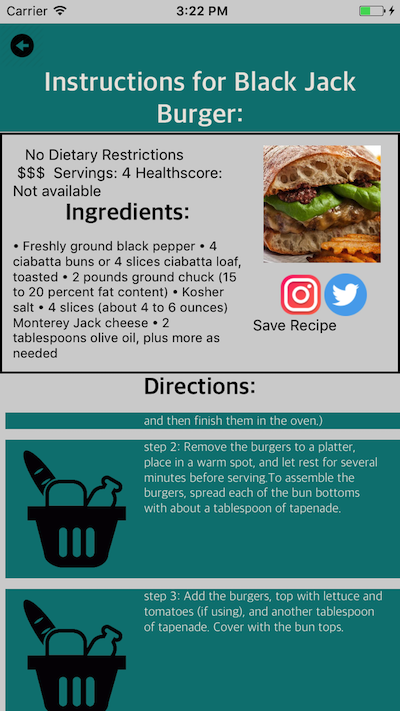 Carrier 3:22 PM
Instructions for Black Jack
Burger:
No Dietary Restrictions
$$$ Servings: 4 Healthscore:
Not available
Ingredients:
• Freshly ground black pepper • 4
ciabatta buns or 4 slices ciabatta loaf,
toasted • 2 pounds ground chuck (15
to 20 percent fat content) • Kosher
salt • 4 slices (about 4 to 6 ounces)
Monterey Jack cheese • 2
tablespoons olive oil, plus more as
needed
Save Recipe
Directions:
and then finish them in the oven.)
step 2: Remove the burgers to a platter,
place in a warm spot, and let rest for several
minutes before serving.To assemble the
burgers, spread each of the bun bottoms
with about a tablespoon of tapenade.
step 3: Add the burgers, top with lettuce and
tomatoes (if using), and another tablespoon
of tapenade. Cover with the bun tops.